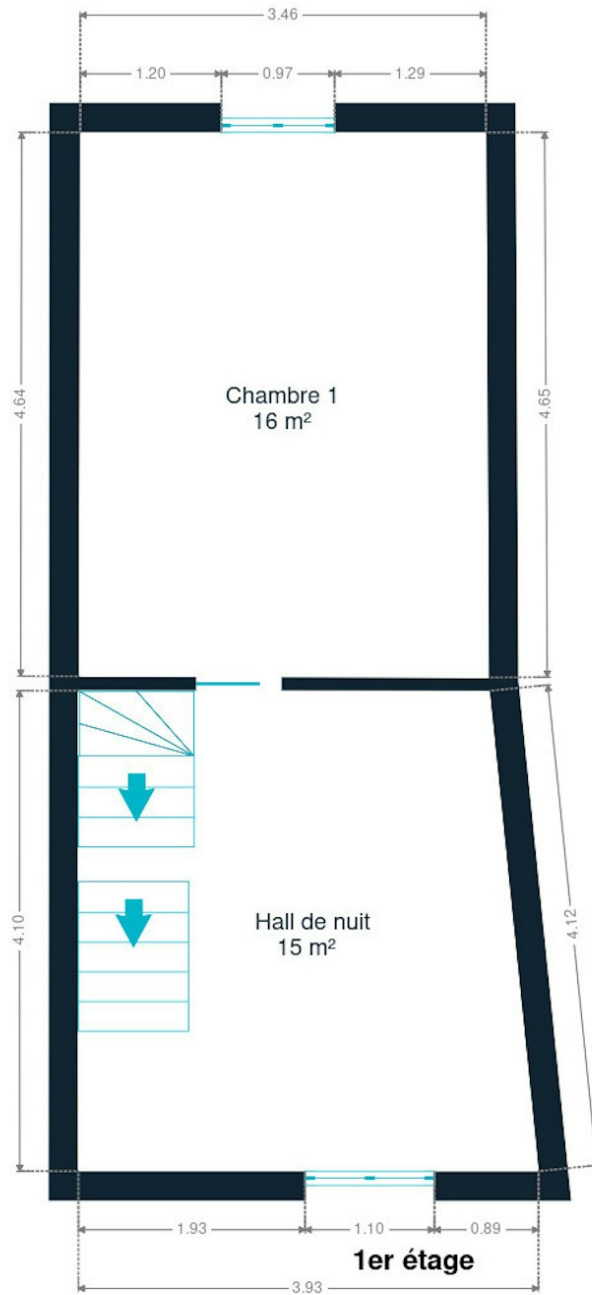 3.46
1.20 0.97 1.29
4.64
4.65
Chambre 1
16 m²
4.10
4.12
Hall de nuit
15 m²
1.93 1.10 0.89
1er étage
3.93